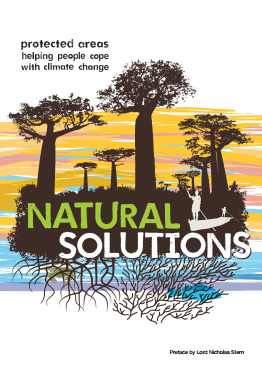 protected areas
helping people cope
with climate change
NATURAL
SOLUTIONS
Preface by Lord Nicholas Stern